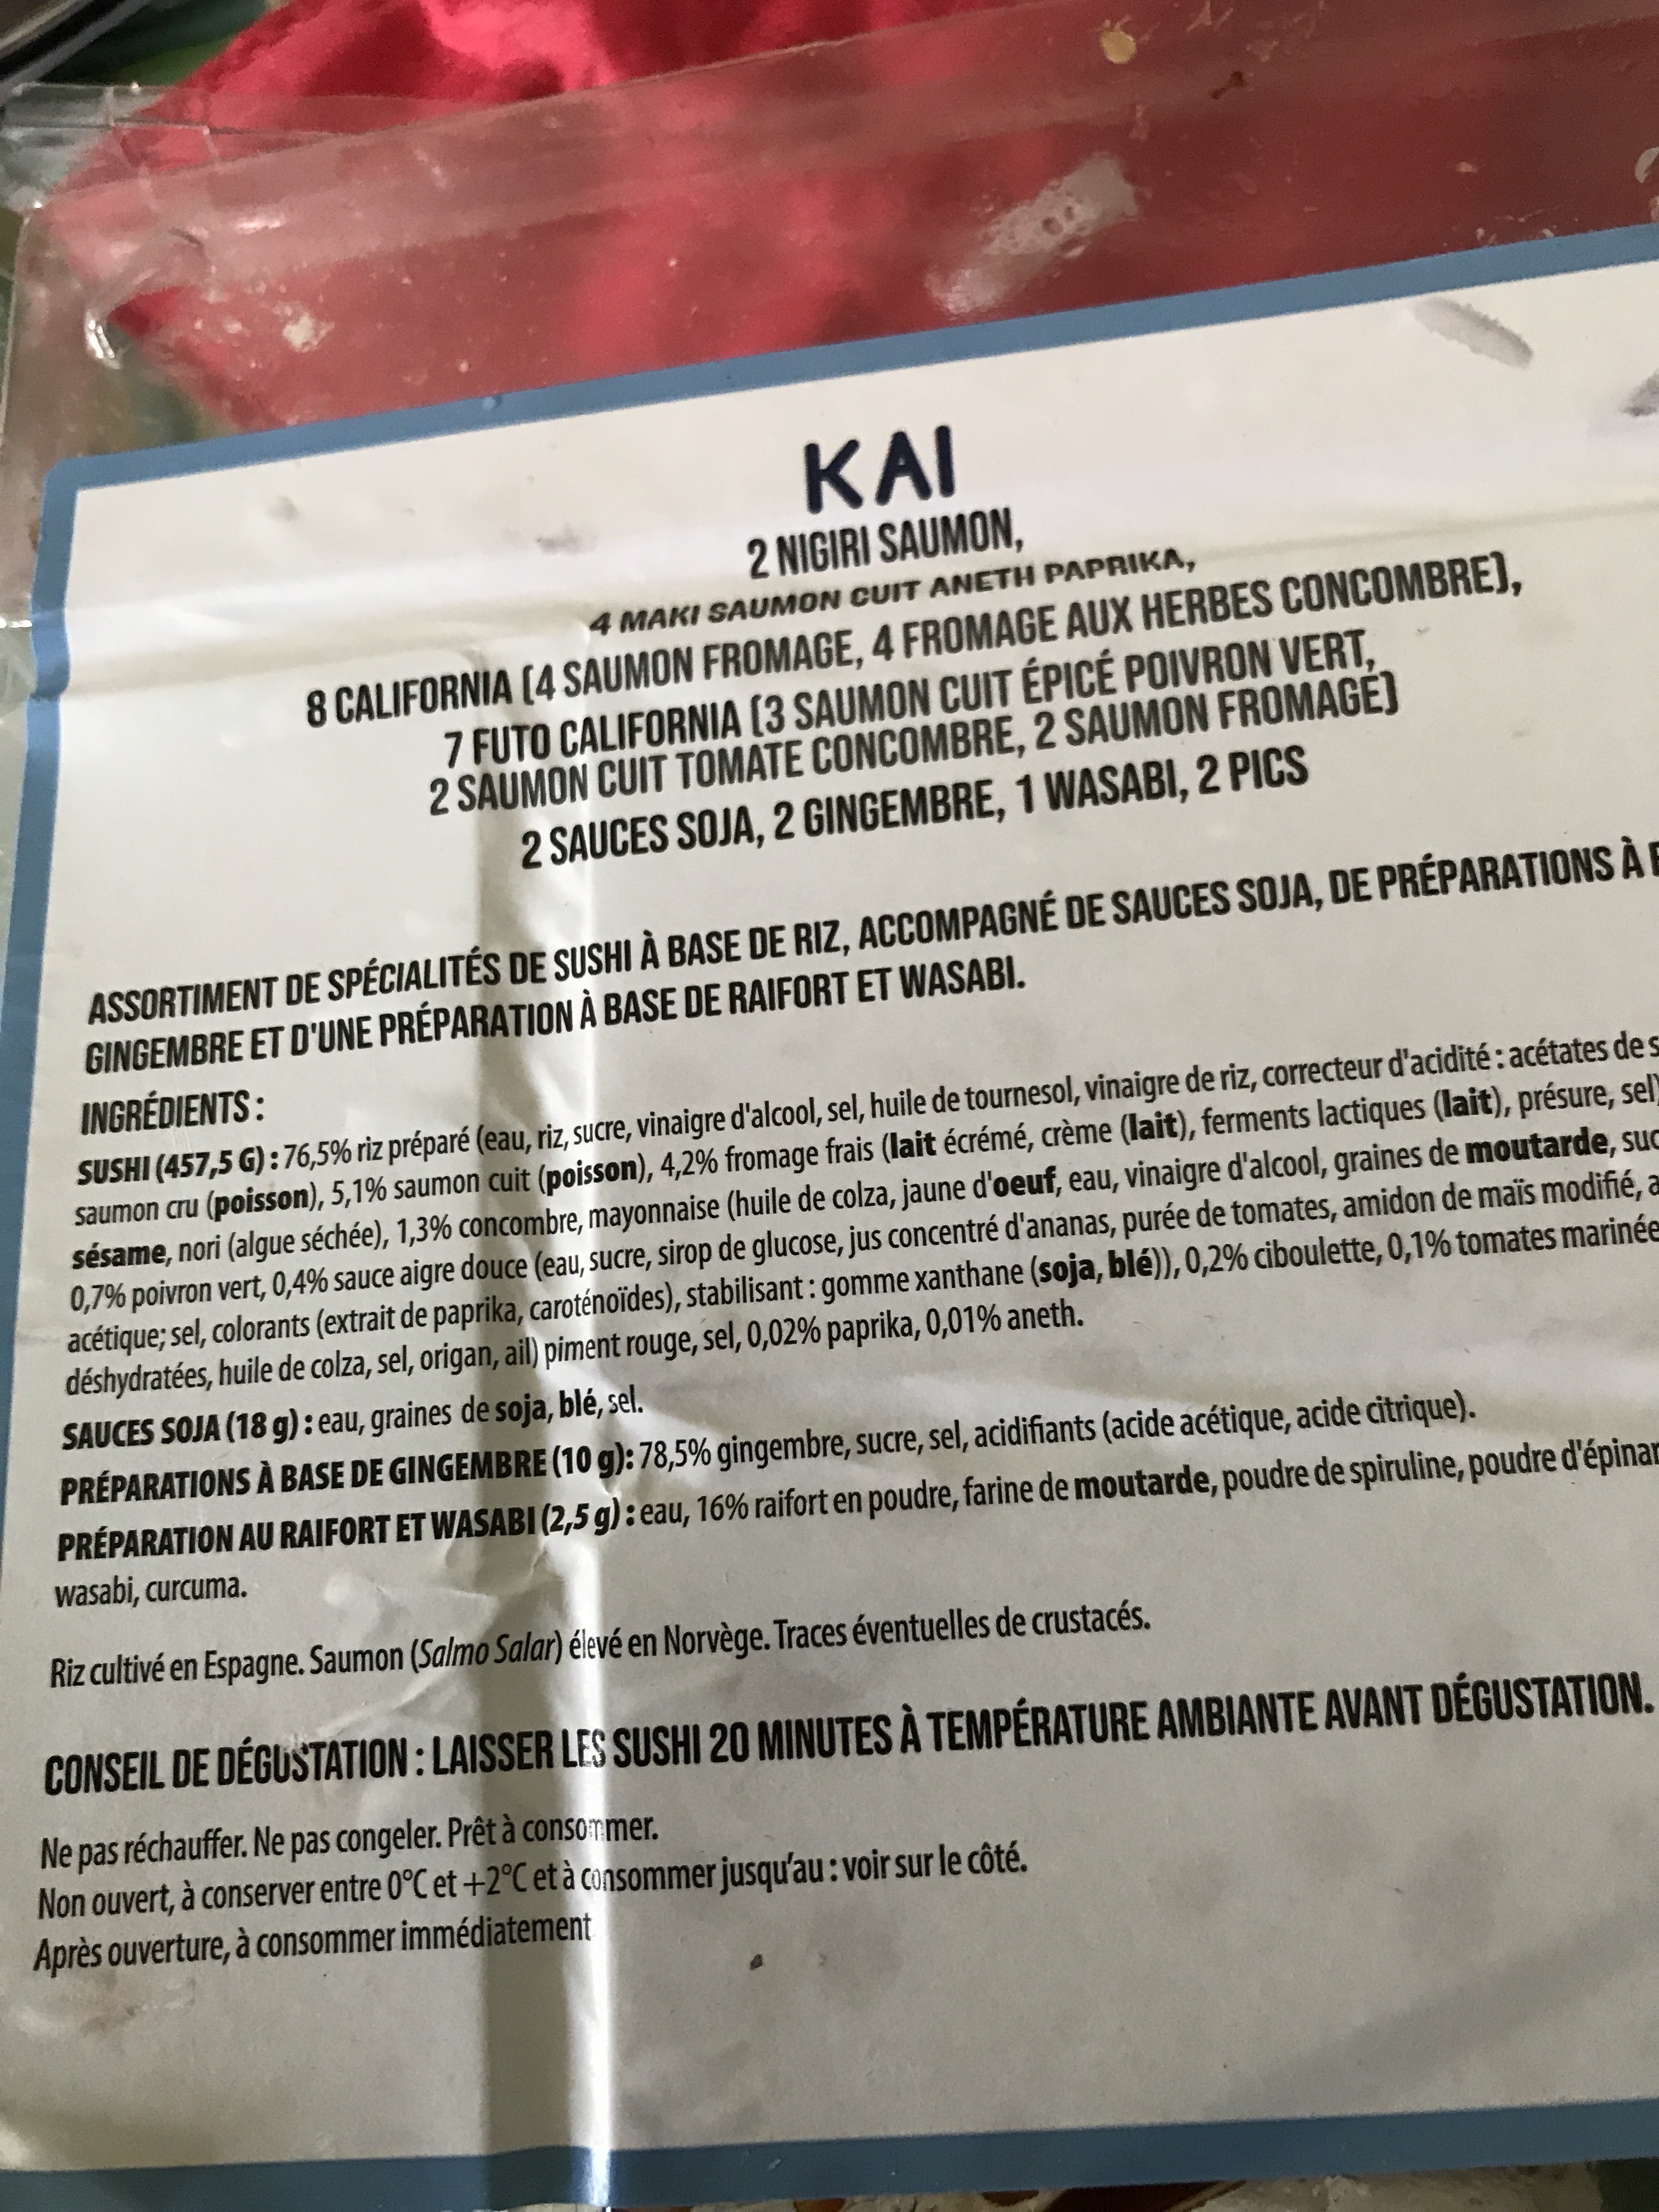 KAI
2 NIGIRI SAUMON,
4 MAKI SAUMON CUIT ANETH PAPRIKA,
8 CALIFORNIA (4 SAUMON FROMAGE, 4 FROMAGE AUX HERBES CONCOMBRE),
7 FUTO CALIFORNIA (3 SAUMON CUIT ÉPICÉ POIVRON VERT,
2 SAUMON CUIT TOMATE CONCOMBRE, 2 SAUMON FROMAGE)
2 SAUCES SOJA, 2 GINGEMBRE, 1 WASABI, 2 PICS
ASSORTIMENT DE SPÉCIALITÉS DE SUSHI À BASE DE RIZ, ACCOMPAGNÉ DE SAUCES SOJA, DE PRÉPARATIONS À
GINGEMBRE ET D'UNE PRÉPARATION À BASE DE RAIFORT ET WASABI.
INGRÉDIENTS :
SUSHI (457,5 G) : 76,5% riz préparé (eau, riz, sucre, vinaigre d'alcool, sel, huile de tournesol, vinaigre de riz, correcteur d'acidité : acétates de
saumon cru (poisson), 5,1% saumon cuit (poisson), 4,2% fromage frais (lait écrémé, crème (lait), ferments lactiques (lait), présure, sel)
sésame, nori (algue séchée), 1,3% concombre, mayonnaise (huile de colza, jaune d'oeuf, eau, vinaigre d'alcool, graines de moutarde,
0,7% poivron vert, 0,4% sauce aigre douce (eau, sucre, sirop de glucose, jus concentré d'ananas, purée de tomates, amidon de maïs modifié,
acétique; sel, colorants (extrait de paprika, caroténoïdes), stabilisant : gomme xanthane (soja, blé)), 0,2% ciboulette, 0,1% tomates
déshydratées, huile de colza, sel, origan, ail) piment rouge, sel, 0,02% paprika, 0,01% aneth.
SAUCES SOJA (18 g) : eau, graines de soja, blé, sel.
PRÉPARATIONS À BASE DE GINGEMBRE (10 g): 78,5% gingembre, sucre, sel, acidifiants (acide acétique, acide citrique).
PRÉPARATION AU RAIFORT ET WASABI (2,5 g) : eau, 16% raifort en poudre, farine de moutarde, poudre de spiruline, poudre
wasabi, curcuma.
Riz cultivé en Espagne. Saumon (Salmo Salar) élevé en Norvège. Traces éventuelles de crustacés.
CONSEIL DE DÉGUSTATION : LAISSER LES SUSHI 20 MINUTES À TEMPÉRATURE AMBIANTE AVANT DÉGUSTATION.
Ne pas réchauffer. Ne pas congeler. Prêt à consommer.
Non ouvert, à conserver entre 0°C et +2°C et à consommer jusqu'au : voir sur le côté.
Après ouverture, à consommer immédiatement